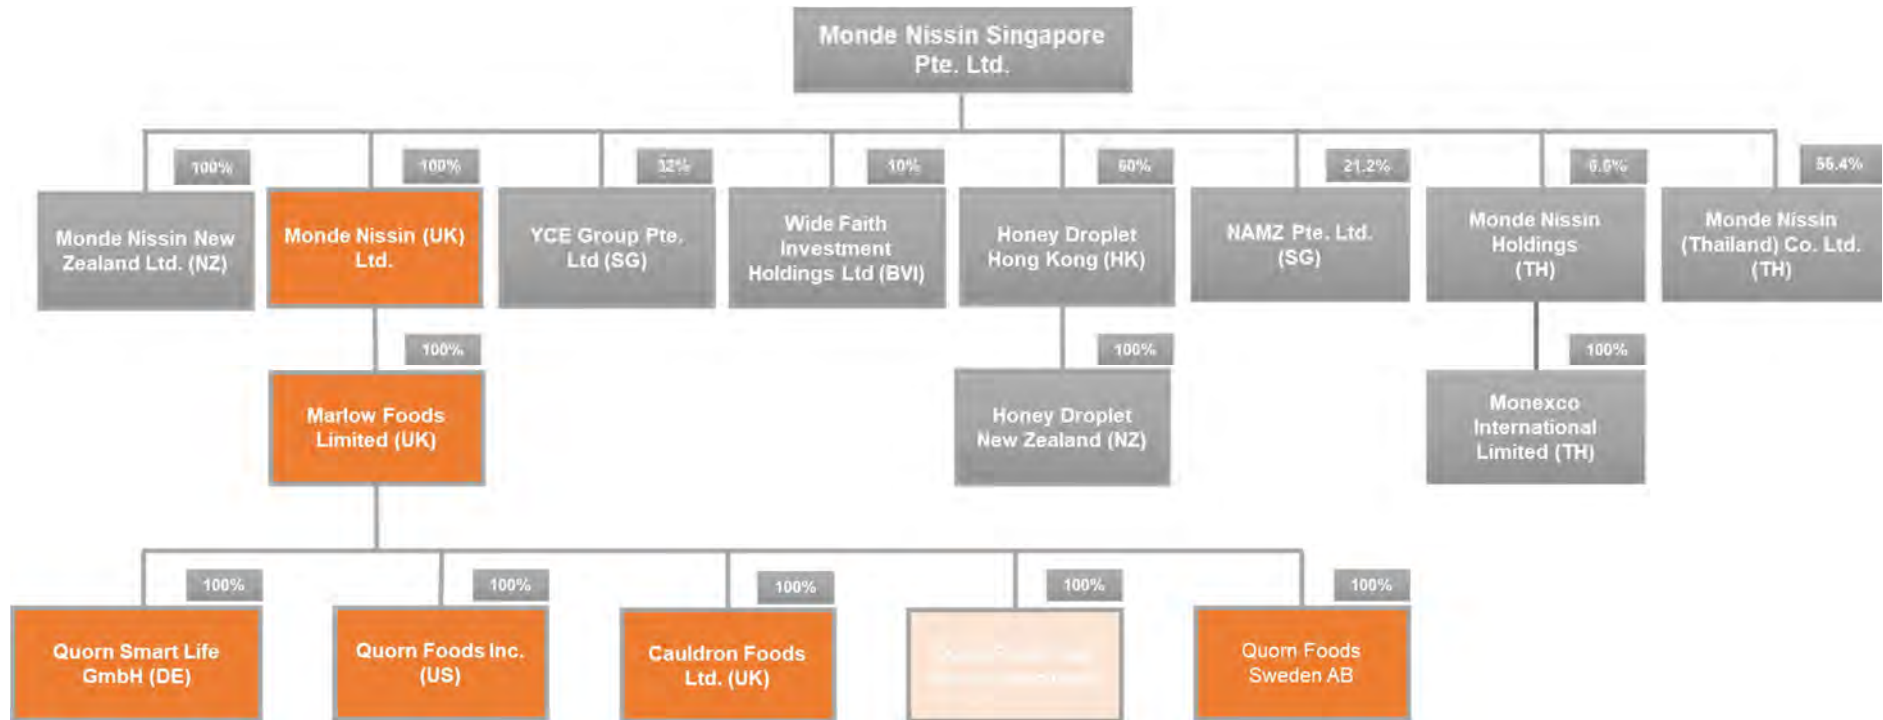 Monde Nissin Singapore
Pte. Ltd.
100%
100%
32%
10%
60%
21.2%
55.4%
Monde Nissin New
Zealand Ltd. (NZ)
Monde Nissin (UK)
Ltd.
YCE Group Pte.
Ltd (SG)
Wide Faith
Investment
Holdings Ltd (BVI)
Honey Droplet
Hong Kong (HK)
NAMZ Pte. Ltd.
(SG)
Monde Nissin
Holdings
(TH)
Monde Nissin
(Thailand) Co. Ltd.
(TH)
100%
100%
100%
Marlow Foods
Limited (UK)
Honey Droplet
New Zealand (NZ)
Monexco
International
Limited (TH)
100%
100%
100%
100%
100%
Quorn Smart Life
GmbH (DE)
Quorn Foods Inc.
(US)
Cauldron Foods
Ltd. (UK)
Quorn Foods
Sweden AB